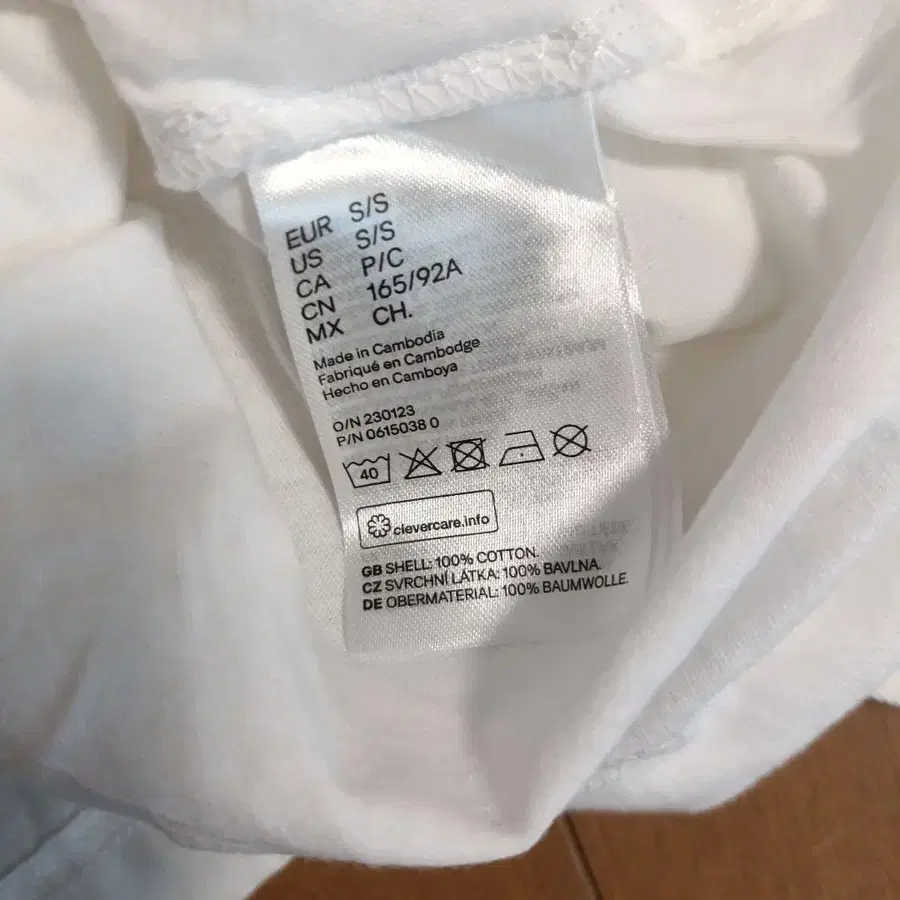 EUR S/S
US S/S
CA P/C
CN 165/92A
MX CH.
Made in Cambodia
Fabriqué en Cambodge
Hecho en Camboya
O/N 230123
P/N 0615038 0
40
clevercare.info
GB SHELL: 100% COTTON.
CZ SVRCHNÍ LÁTKA: 100% BAVLNA.
DE OBERMATERIAL: 100% BAUMWOLLE.